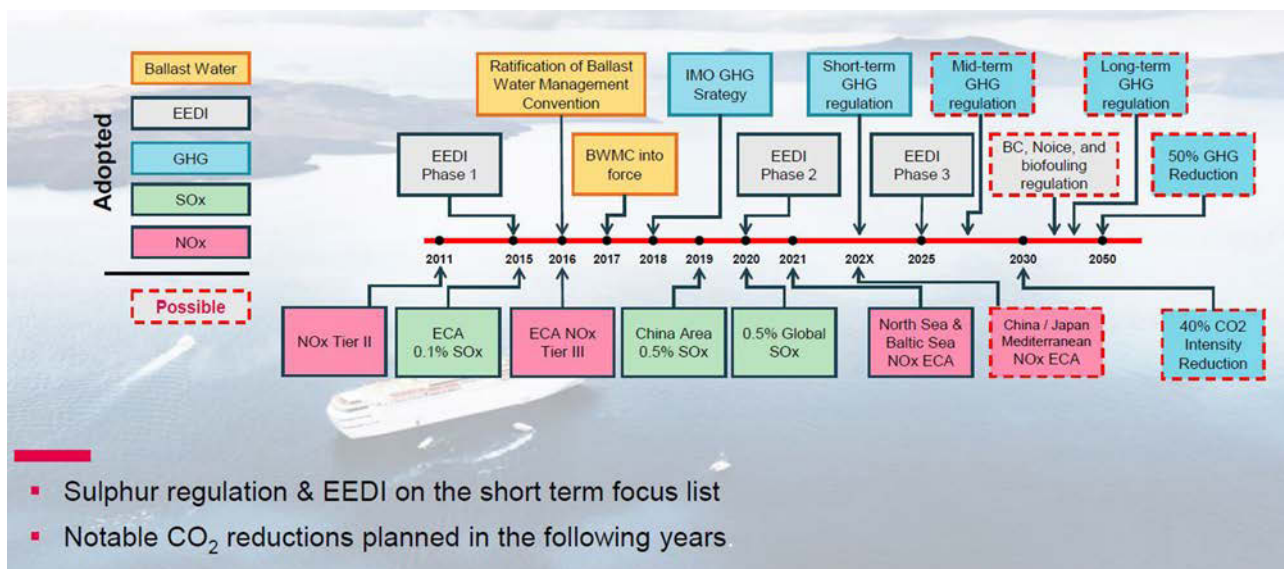 Adopted
Ballast Water
EEDI
GHG
SOx
NOx
Possible
Ratification of Ballast
Water Management
Convention
IMO GHG
Srategy
Short-term
GHG
regulation
Mid-term
GHG
regulation
Long-term
GHG
regulation
EEDI
Phase 1
BWMC into
force
EEDI
Phase 2
EEDI
Phase 3
BC, Noice, and
biofouling
regulation
50% GHG
Reduction
2011 2015 2016 2017 2018 2019 2020 2021 202X 2025 2030 2050
NOx Tier II
ECA
0.1% SOx
ECA NOx
Tier III
China Area
0.5% SOx
0.5% Global
SOx
North Sea &
Baltic Sea
NOx ECA
China / Japan
Mediterranean
NOx ECA
40% CO2
Intensity
Reduction
▪ Sulphur regulation & EEDI on the short term focus list
▪ Notable CO₂ reductions planned in the following years.